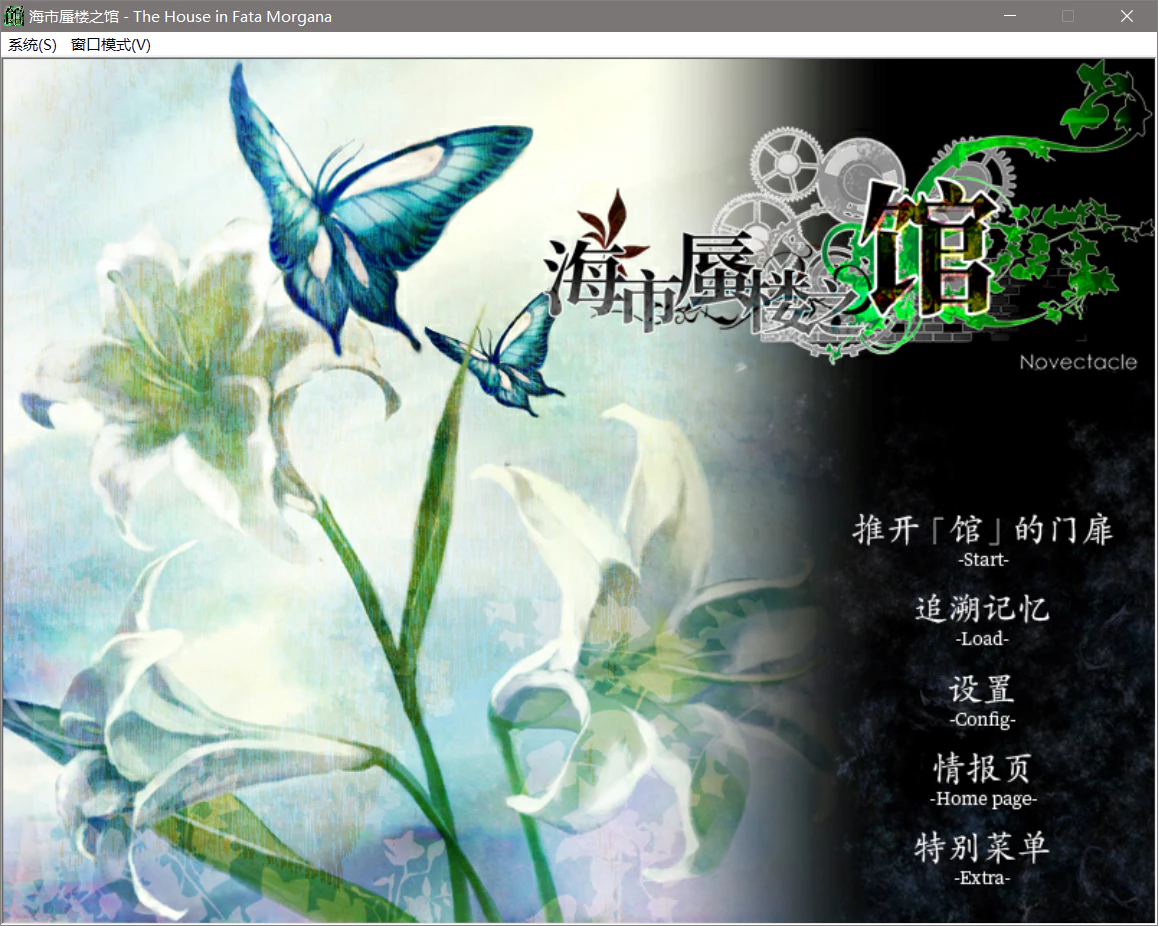 海市蜃楼之馆 - The House in Fata Morgana
系统(S) 窗口模式(V)
海市蜃楼之馆
Novectacle
推开「馆」的门扉
-Start-
追溯记忆
-Load-
设置
-Config-
情报页
-Home page-
特别菜单
-Extra-